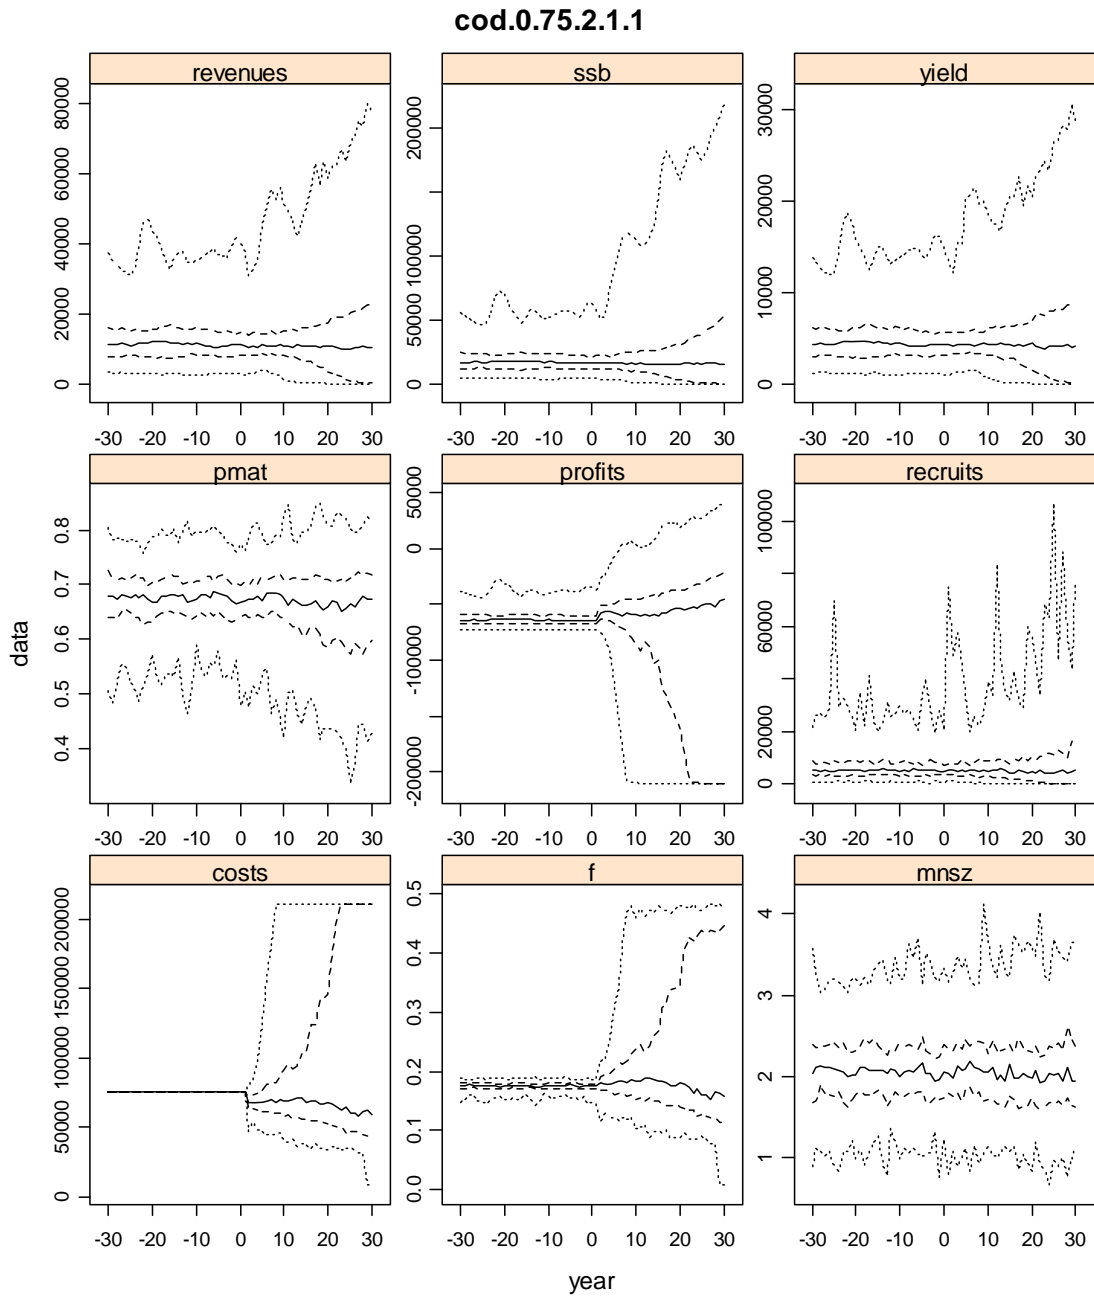 cod.0.75.2.1.1
revenues
ssb
yield
0 20000 40000 60000 80000
0 50000 100000 200000
0 10000 20000 30000
-30 -20 -10 0 10 20 30
-30 -20 -10 0 10 20 30
-30 -20 -10 0 10 20 30
pmat
profits
recruits
0.4 0.5 0.6 0.7 0.8
-200000 -100000 0 50000
0 20000 60000 100000
-30 -20 -10 0 10 20 30
-30 -20 -10 0 10 20 30
-30 -20 -10 0 10 20 30
data
costs
f
mnsz
0 50000 100000 150000 200000
0.0 0.1 0.2 0.3 0.4 0.5
1 2 3 4
-30 -20 -10 0 10 20 30
-30 -20 -10 0 10 20 30
-30 -20 -10 0 10 20 30
year